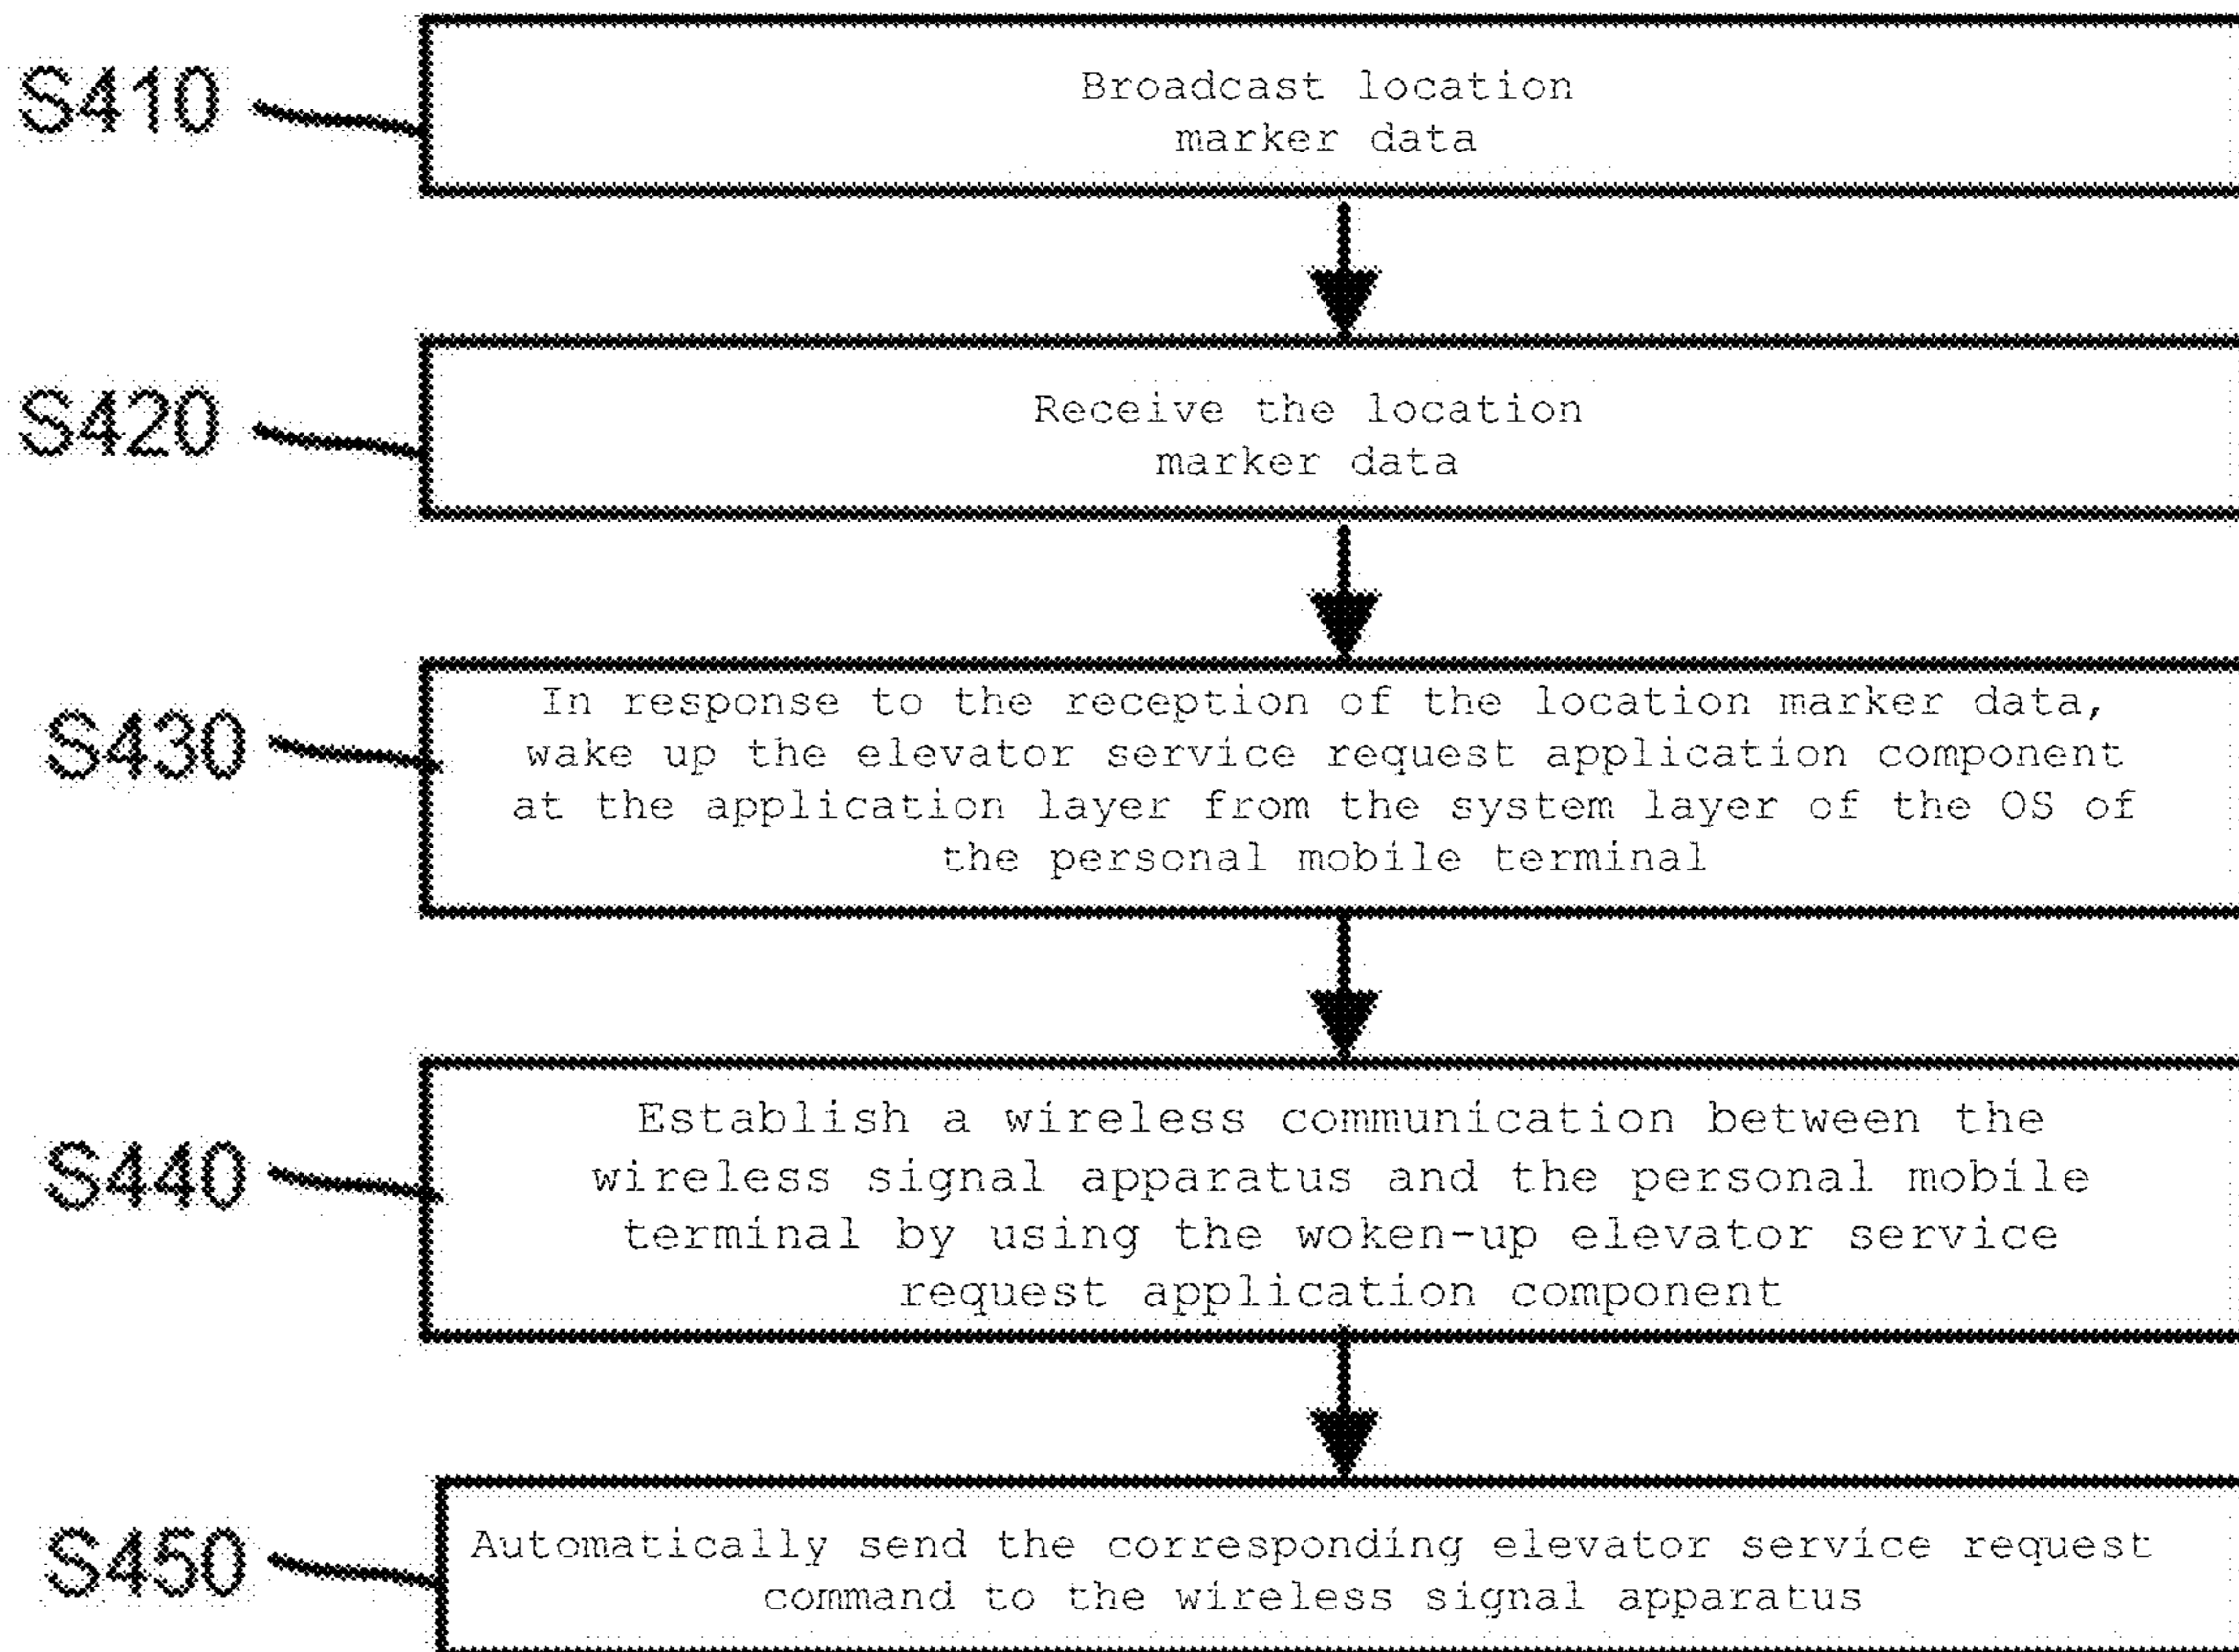 S410
Broadcast location
marker data
S420
Receive the location
marker data
S430
In response to the reception of the location marker data,
wake up the elevator service request application component
at the application layer from the system layer of the OS of
the personal mobile terminal
S440
Establish a wireless communication between the
wireless signal apparatus and the personal mobile
terminal by using the woken-up elevator service
request application component
S450
Automatically send the corresponding elevator service request
command to the wireless signal apparatus